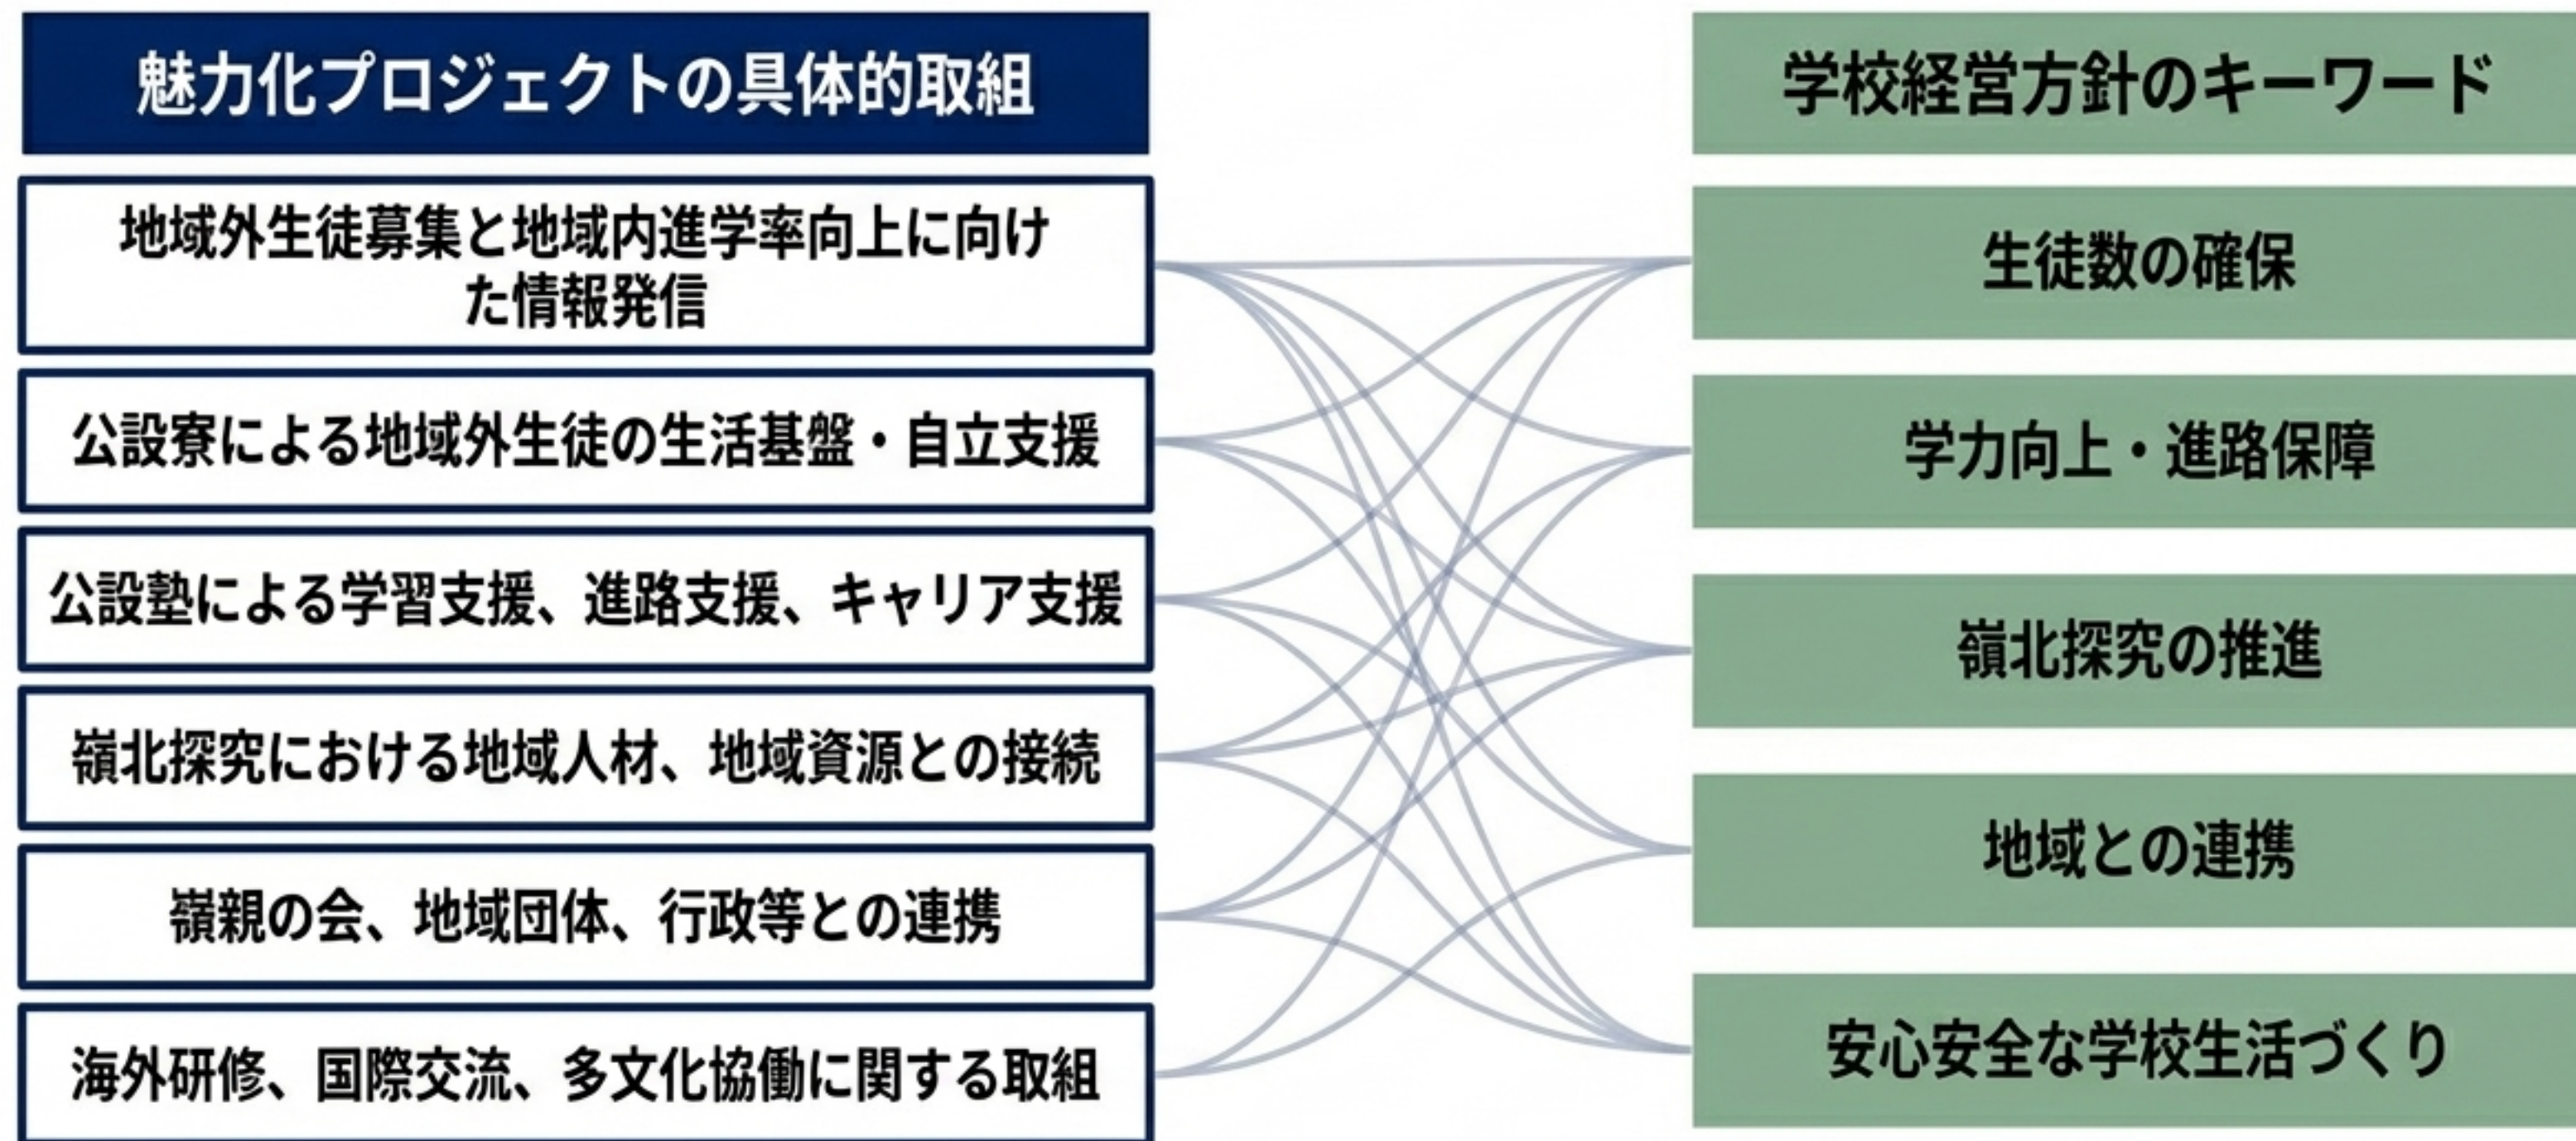 魅力化プロジェクトの具体的取組
地域外生徒募集と地域内進学率向上に向け
た情報発信
公設寮による地域外生徒の生活基盤・自立支援
公設塾による学習支援、進路支援、キャリア支援
嶺北探究における地域人材、地域資源との接続
嶺親の会、地域団体、行政等との連携
海外研修、国際交流、多文化協働に関する取組
学校経営方針のキーワード
生徒数の確保
学力向上・進路保障
嶺北探究の推進
地域との連携
安心安全な学校生活づくり